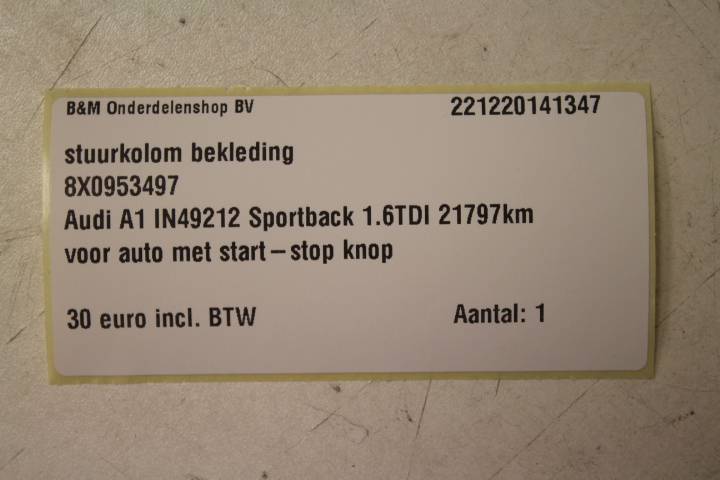 B&M Onderdelenshop BV 221220141347
stuurkolom bekleding
8X0953497
Audi A1 IN49212 Sportback 1.6TDI 21797km
voor auto met start-stop knop
30 euro incl. BTW Aantal: 1